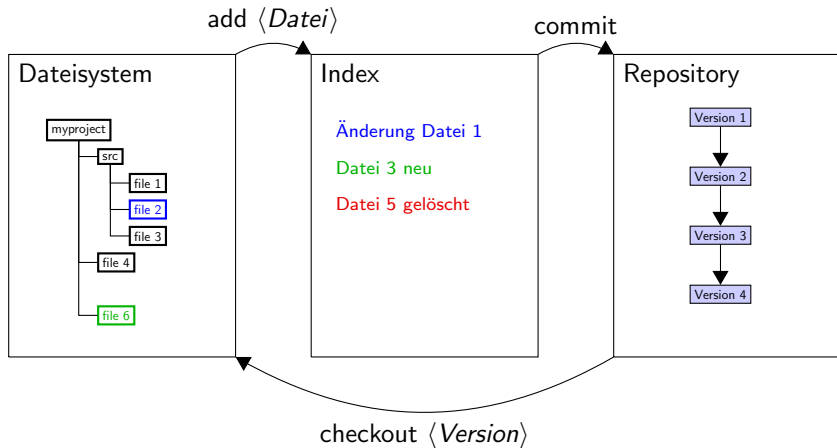 add ⟨Datei⟩
commit
Dateisystem
Index
Repository
myproject
src
file 1
file 2
file 3
file 4
file 6
Änderung Datei 1
Datei 3 neu
Datei 5 gelöscht
Version 1
Version 2
Version 3
Version 4
checkout ⟨Version⟩